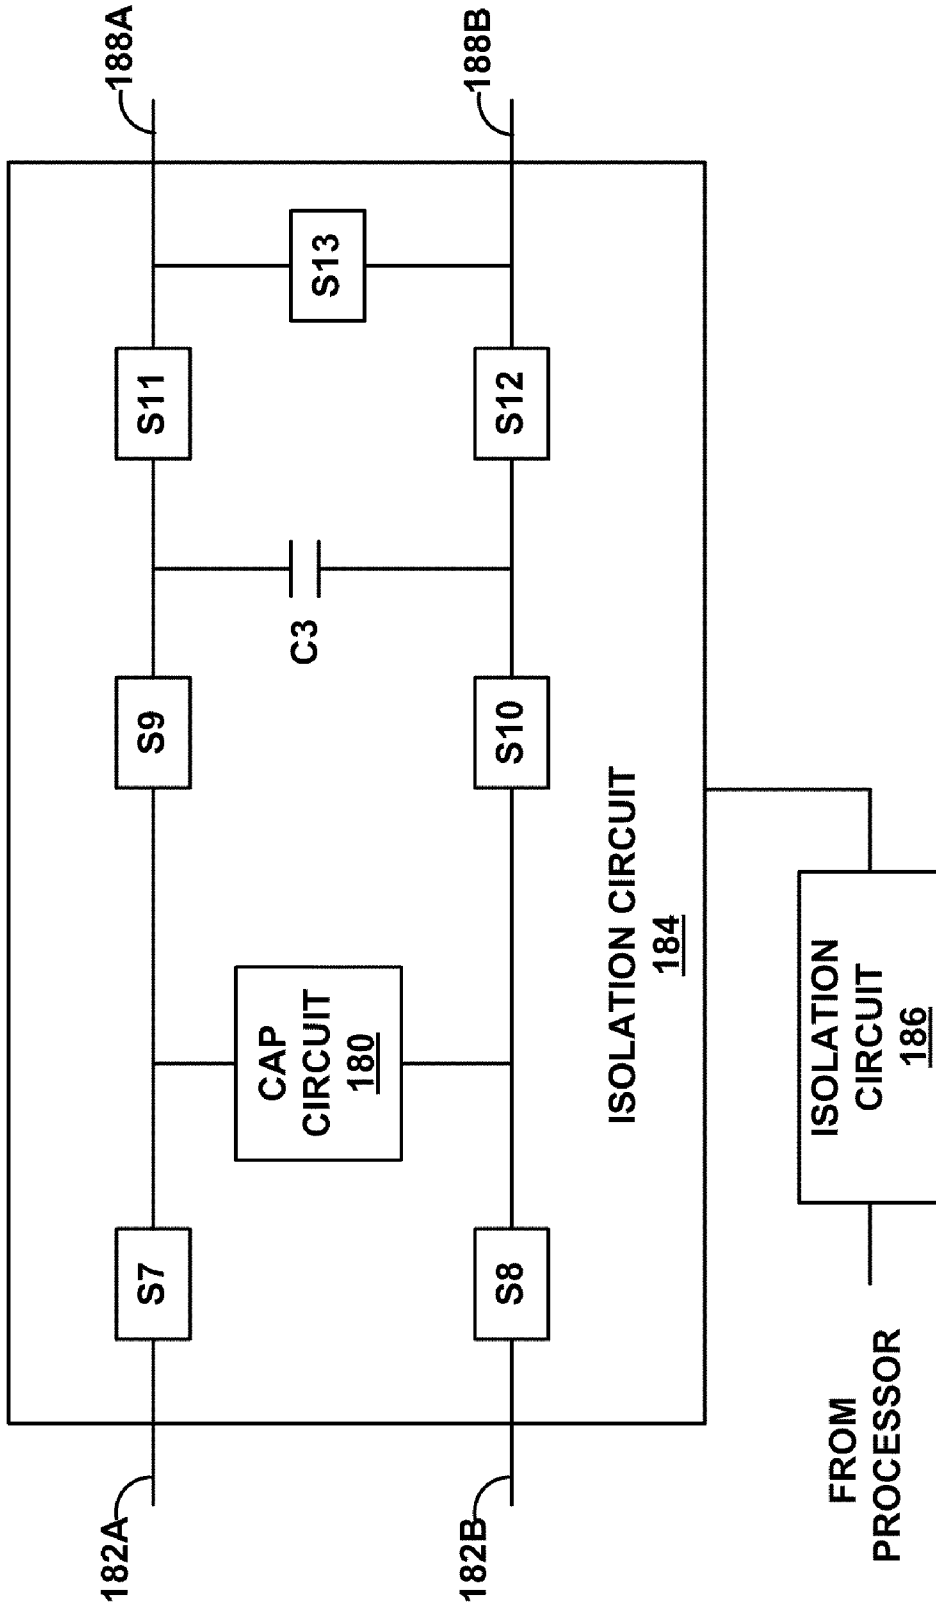 182A
188A
S7
S9
S11
CAP
CIRCUIT
180
C3
S13
182B
188B
S8
S10
S12
ISOLATION CIRCUIT
184
FROM
PROCESSOR
ISOLATION
CIRCUIT
186